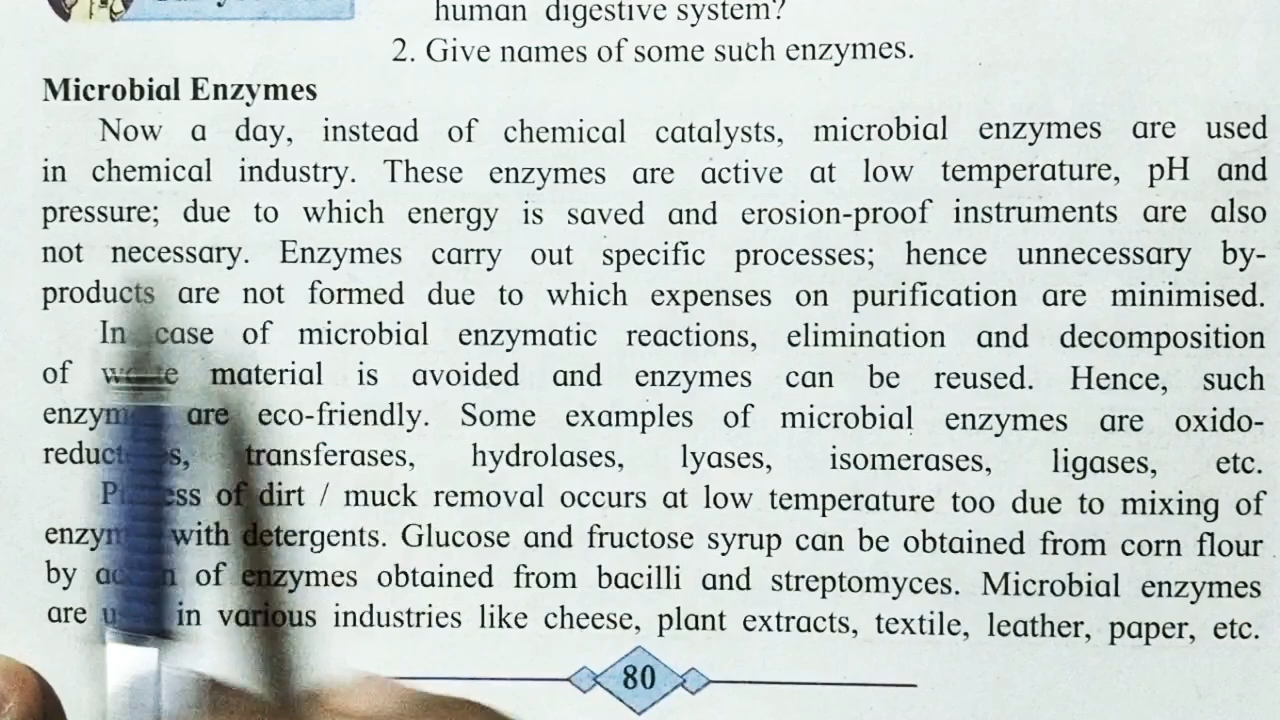 human digestive system?
2. Give names of some such enzymes.
Microbial Enzymes
Now a day, instead of chemical catalysts, microbial enzymes are used
in chemical industry. These enzymes are active at low temperature, pH and
pressure; due to which energy is saved and erosion-proof instruments are also
not necessary. Enzymes carry out specific processes; hence unnecessary by-
products are not formed due to which expenses on purification are minimised.
In case of microbial enzymatic reactions, elimination and decomposition
of material is avoided and enzymes can be reused. Hence, such
are eco-friendly. Some examples of microbial enzymes are oxido-
transferases, hydrolases, lyases, isomerases, ligases, etc.
of dirt / muck removal occurs at low temperature too due to mixing of
with detergents. Glucose and fructose syrup can be obtained from corn flour
by of enzymes obtained from bacilli and streptomyces. Microbial enzymes
are in various industries like cheese, plant extracts, textile, leather, paper, etc.
80